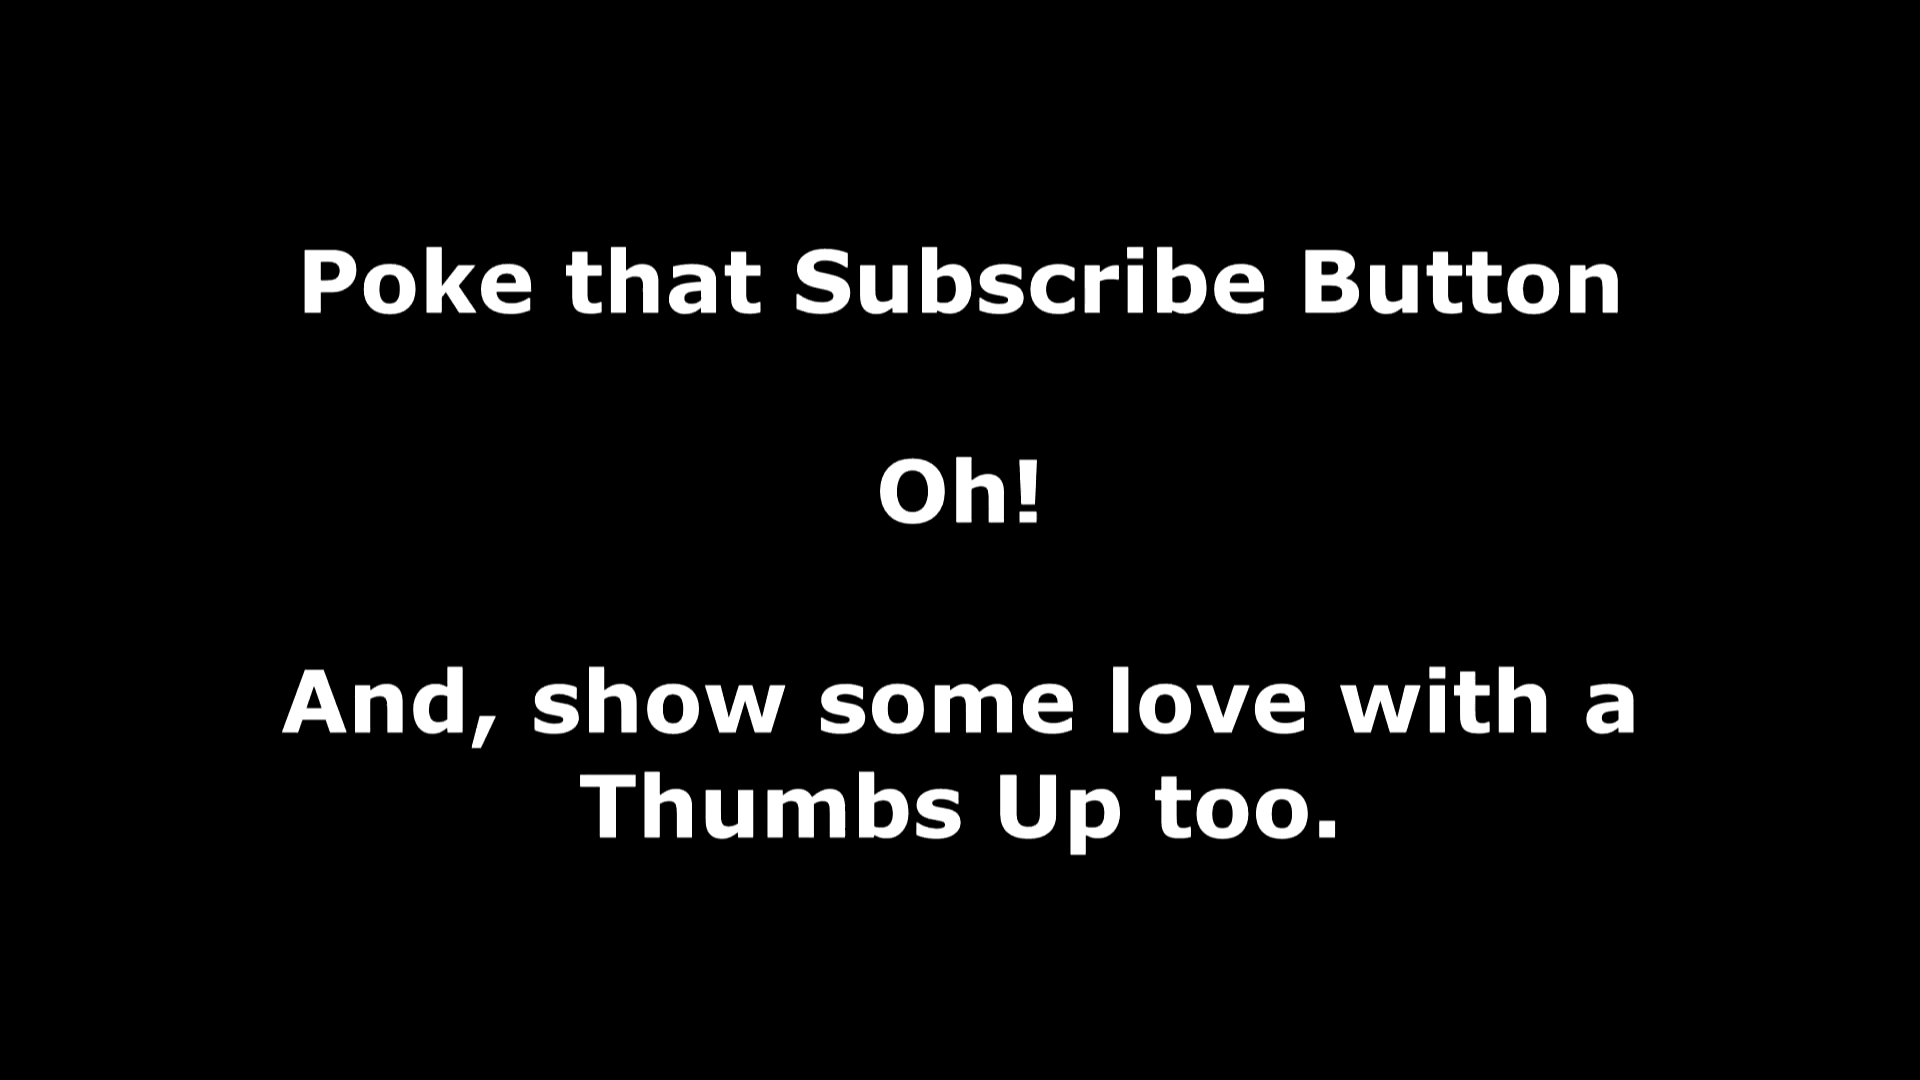 Poke that Subscribe Button
Oh!
And, show some love with a
Thumbs Up too.